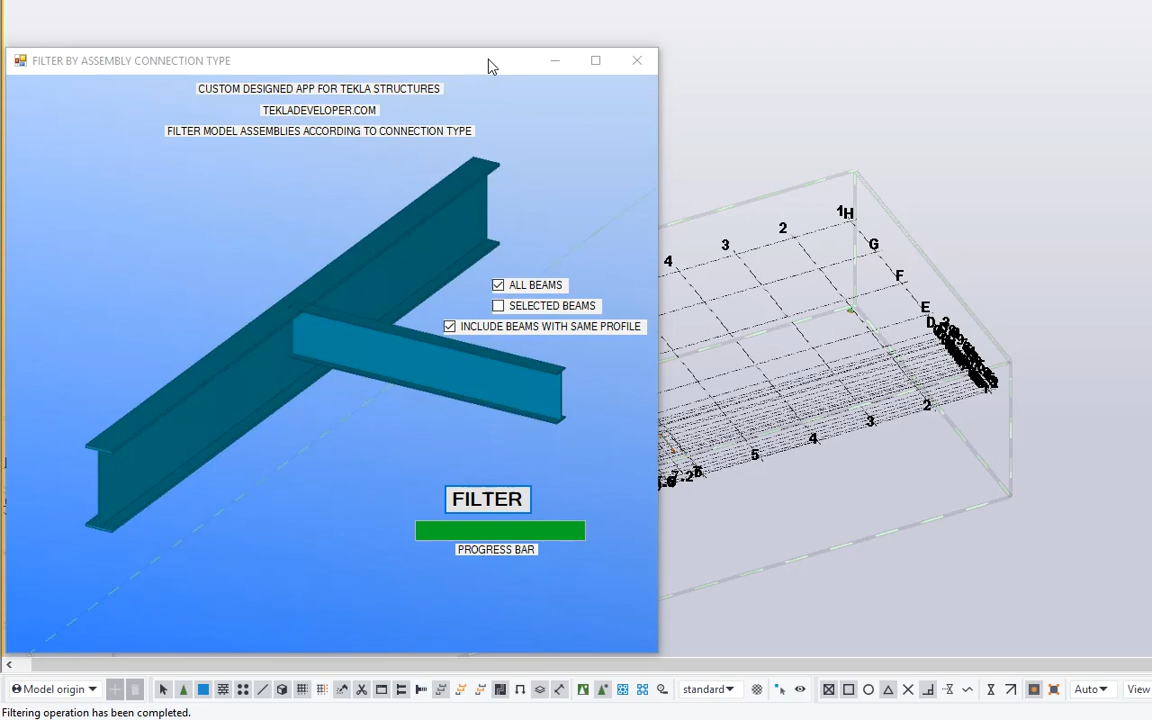 FILTER BY ASSEMBLY CONNECTION TYPE
CUSTOM DESIGNED APP FOR TEKLA STRUCTURES
TEKLADEVELOPER.COM
FILTER MODEL ASSEMBLIES ACCORDING TO CONNECTION TYPE
ALL BEAMS
SELECTED BEAMS
INCLUDE BEAMS WITH SAME PROFILE
FILTER
PROGRESS BAR
1H
2
3
4
G
F
E
D
2
3
4
5
Model origin
standard
Auto
View
Filtering operation has been completed.